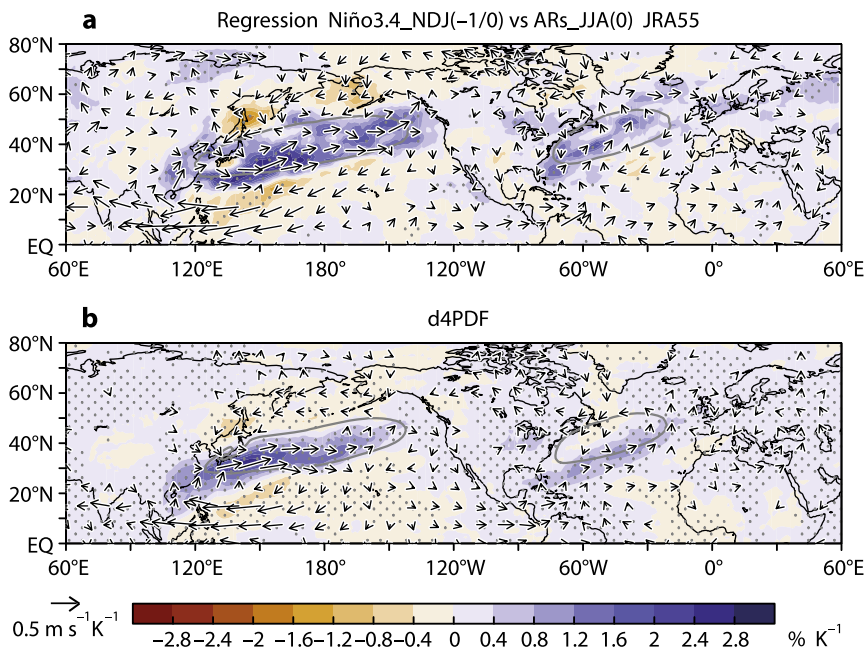 a Regression Niño3.4_NDJ(−1/0) vs ARs_JJA(0) JRA55
80°N
60°N
40°N
20°N
EQ
60°E 120°E 180° 120°W 60°W 0° 60°E
b d4PDF
80°N
60°N
40°N
20°N
EQ
60°E 120°E 180° 120°W 60°W 0° 60°E
0.5 m s⁻¹K⁻¹
−2.8 −2.4 −2 −1.6 −1.2 −0.8 −0.4 0 0.4 0.8 1.2 1.6 2 2.4 2.8 % K⁻¹